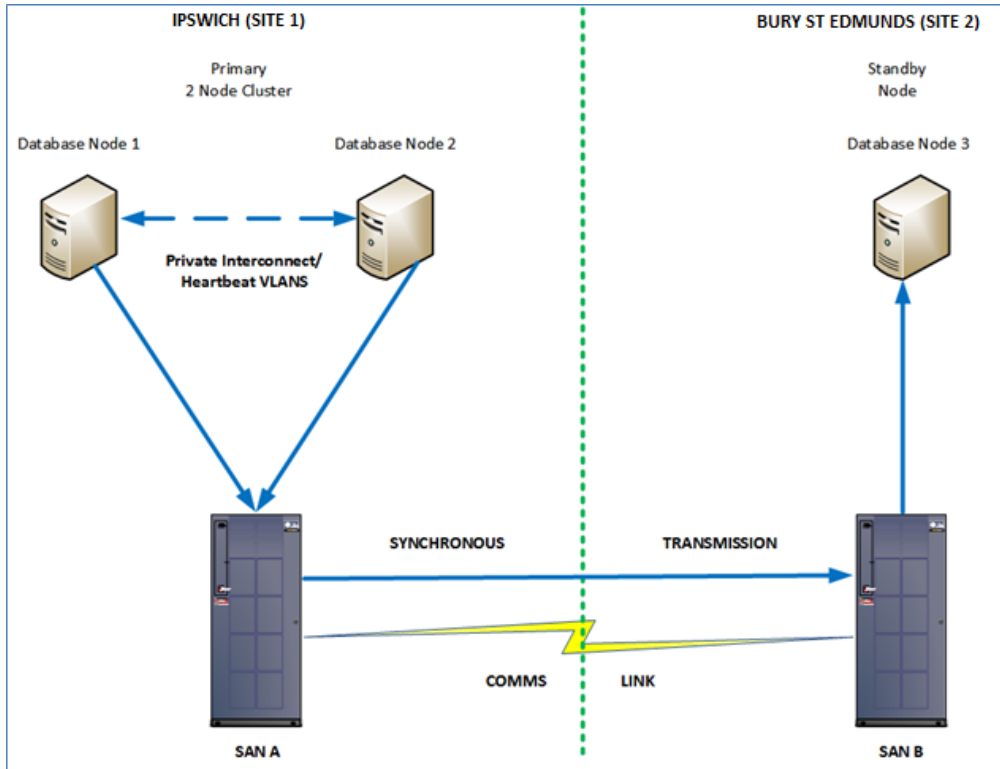 IPSWICH (SITE 1)
BURY ST EDMUNDS (SITE 2)
Primary
2 Node Cluster
Standby
Node
Database Node 1
Database Node 2
Database Node 3
Private Interconnect/
Heartbeat VLANS
SYNCHRONOUS
TRANSMISSION
COMMS
LINK
SAN A
SAN B